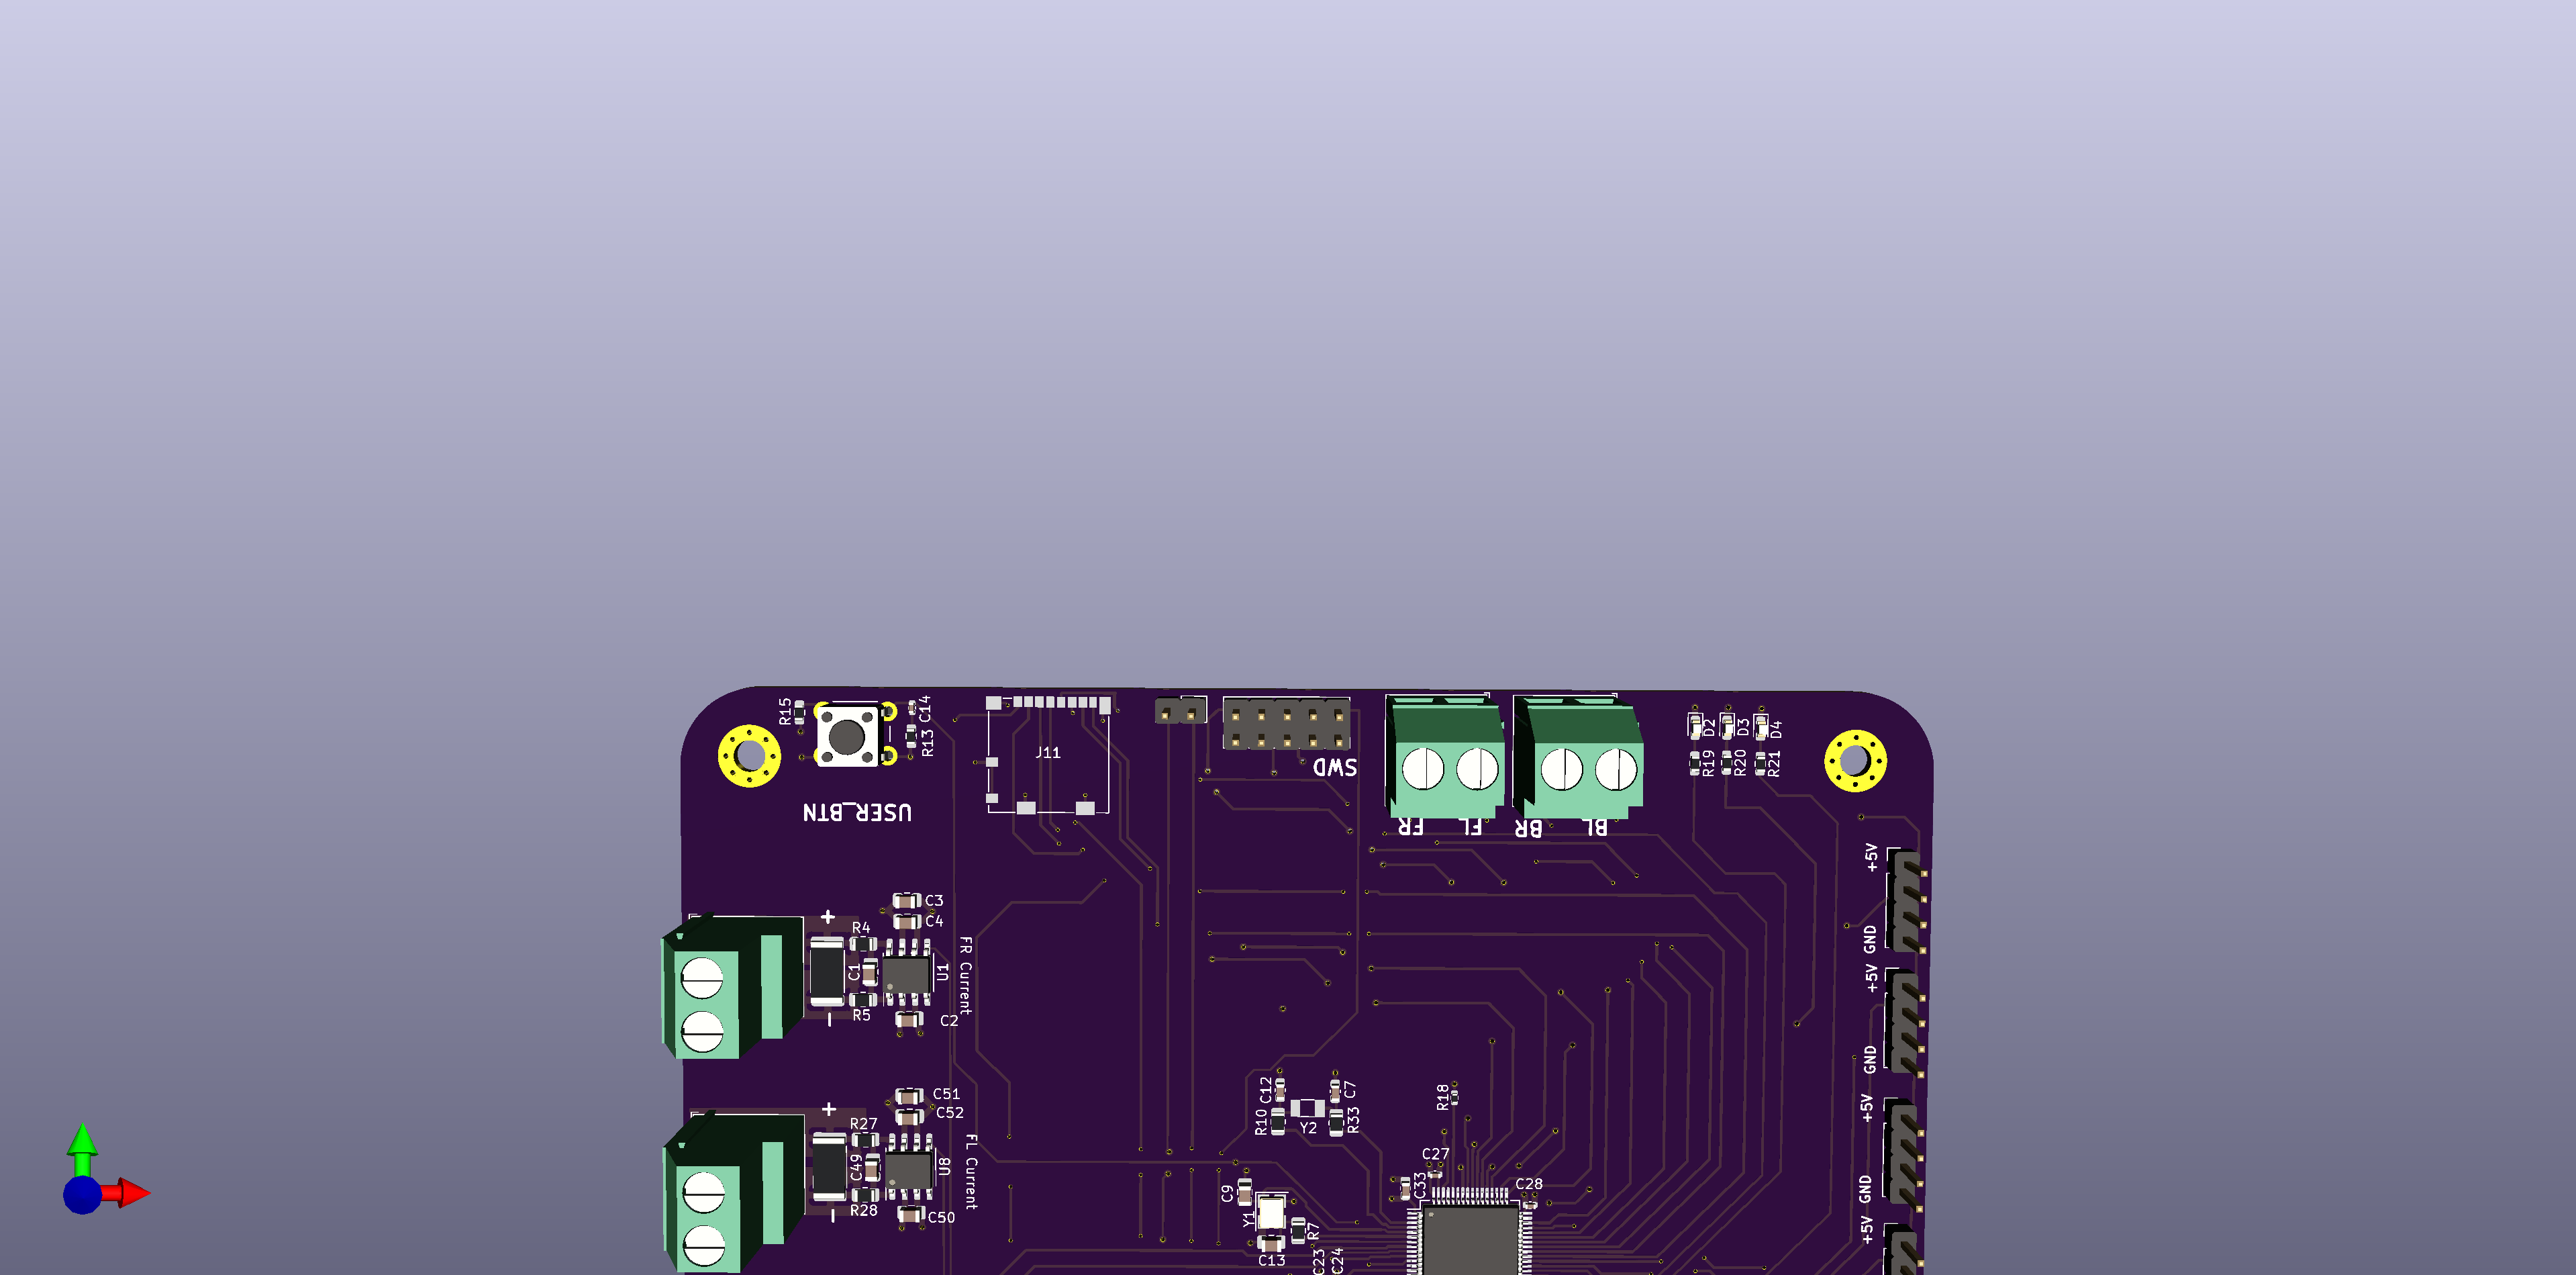 R15
C14
R13
USER_BTN
J11
SWD
FR
FL
BR
BL
D2
D3
D4
R19
R20
R21
+5V
GND
+5V
GND
+5V
GND
+5V
C3
C4
+
R4
C1
U1
FR Current
R5
C2
−
C51
C52
+
R27
C49
U8
FL Current
R28
C50
−
C12
C7
R10
Y2
R33
R18
C27
C33
C28
C9
Y1
R7
C13
C23
C24